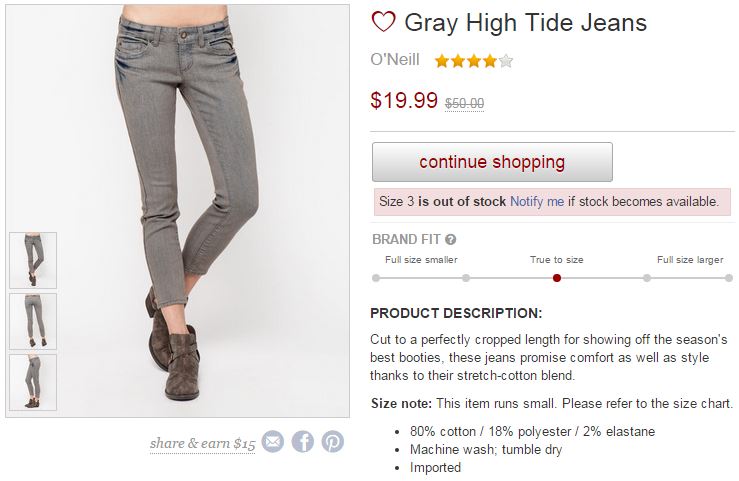 Gray High Tide Jeans
O'Neill
$19.99 $50.00
continue shopping
Size 3 is out of stock Notify me if stock becomes available.
BRAND FIT ?
Full size smaller True to size Full size larger
PRODUCT DESCRIPTION:
Cut to a perfectly cropped length for showing off the season's
best booties, these jeans promise comfort as well as style
thanks to their stretch-cotton blend.
Size note: This item runs small. Please refer to the size chart.
• 80% cotton / 18% polyester / 2% elastane
• Machine wash; tumble dry
• Imported
share & earn $15